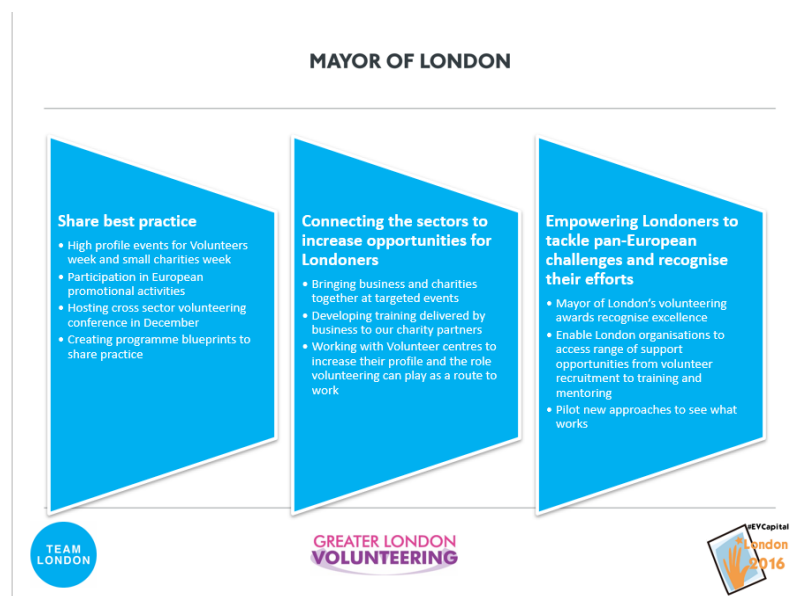 MAYOR OF LONDON
Share best practice
• High profile events for Volunteers
week and small charities week
• Participation in European
promotional activities
• Hosting cross sector volunteering
conference in December
• Creating programme blueprints to
share practice
Connecting the sectors to
increase opportunities for
Londoners
• Bringing business and charities
together at targeted events
• Developing training delivered by
business to our charity partners
• Working with Volunteer centres to
increase their profile and the role
volunteering can play as a route to
work
Empowering Londoners to
tackle pan-European
challenges and recognise
their efforts
• Mayor of London's volunteering
awards recognise excellence
• Enable London organisations to
access range of support
opportunities from volunteer
recruitment to training and
mentoring
• Pilot new approaches to see what
works
TEAM
LONDON
GREATER LONDON
VOLUNTEERING
#EVCapital
London
2016